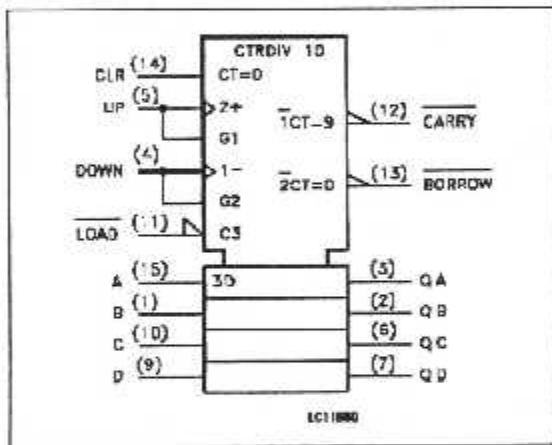 CTRDIV 10
CLR (14) CT=0
UP (5) 2+
G1
1CT=9 (12) CARRY
DOWN (4) 1-
G2
2CT=0 (13) BORROW
LOAD (11) C3
A (15) 3D (3) QA
B (1) (2) QB
C (10) (6) QC
D (9) (7) QD